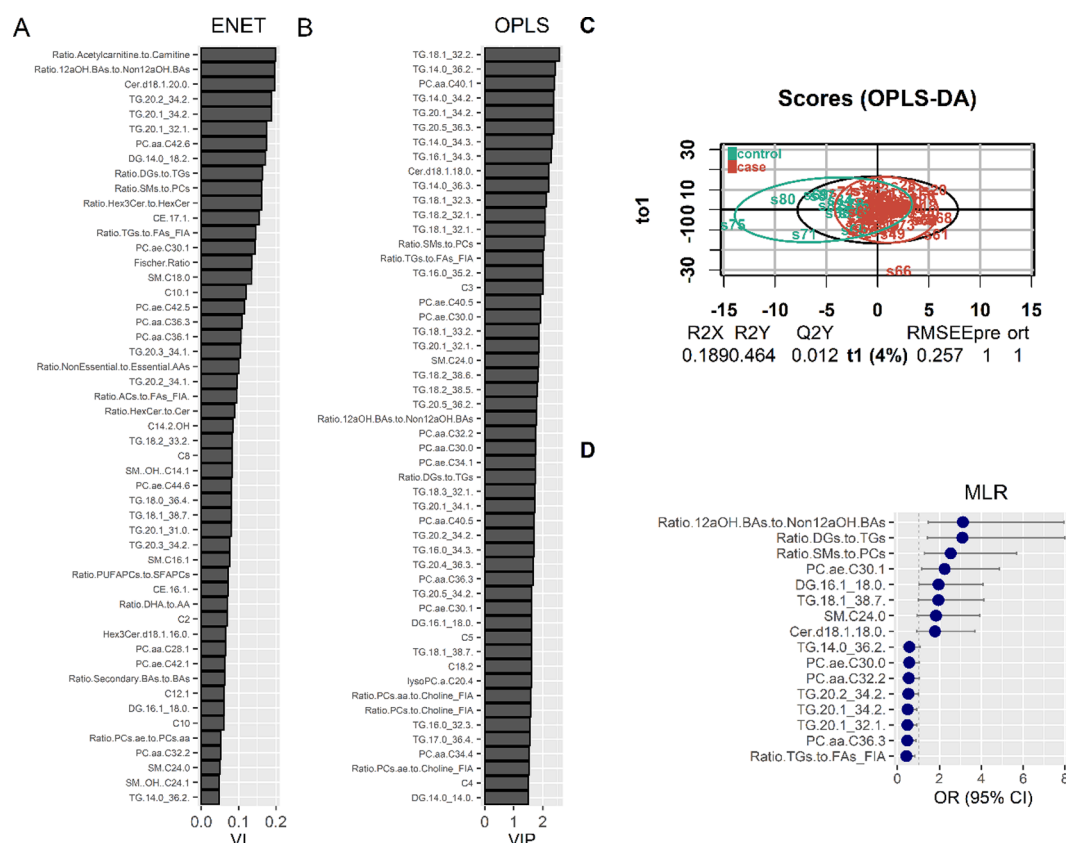 A
ENET
Ratio.Acetylcarnitine.to.Carnitine
Ratio.12aOH.BAs.to.Non12aOH.BAs
Cer.d18.1.20.0.
TG.20.2_34.2.
TG.20.1_34.2.
TG.20.1_32.1.
PC.aa.C42.6
DG.14.0_18.2.
Ratio.DGs.to.TGs
Ratio.SMs.to.PCs
Ratio.Hex3Cer.to.HexCer
CE.17.1.
Ratio.TGs.to.FAs_FIA
PC.ae.C30.1
Fischer.Ratio
SM.C18.0
C10.1
PC.ae.C42.5
PC.aa.C36.3
PC.aa.C36.1
TG.20.3_34.1.
Ratio.NonEssential.to.Essential.AAs
TG.20.2_34.1.
Ratio.ACs.to.FAs_FIA.
Ratio.HexCer.to.Cer
C14.2.OH
TG.18.2_33.2.
C8
SM..OH..C14.1
PC.ae.C44.6
TG.18.0_36.4.
TG.18.1_38.7.
TG.20.1_31.0.
TG.20.3_34.2.
SM.C16.1
Ratio.PUFAPCs.to.SFAPCs
CE.16.1.
Ratio.DHA.to.AA
C2
Hex3Cer.d18.1.16.0.
PC.aa.C28.1
PC.ae.C42.1
Ratio.Secondary.BAs.to.BAs
C12.1
DG.16.1_18.0.
C10
Ratio.PCs.ae.to.PCs.aa
PC.aa.C32.2
SM.C24.0
SM..OH..C24.1
TG.14.0_36.2.
0.0 0.1 0.2
VI
B
OPLS
TG.18.1_32.2.
TG.14.0_36.2.
PC.aa.C40.1
TG.14.0_34.2.
TG.20.1_34.2.
TG.20.5_36.3.
TG.14.0_34.3.
TG.16.1_34.3.
Cer.d18.1.18.0.
TG.14.0_36.3.
TG.18.1_32.3.
TG.18.2_32.1.
TG.18.1_32.1.
Ratio.SMs.to.PCs
Ratio.TGs.to.FAs_FIA
TG.16.0_35.2.
C3
PC.ae.C40.5
PC.ae.C30.0
TG.18.1_33.2.
TG.20.1_32.1.
SM.C24.0
TG.18.2_38.6.
TG.18.2_38.5.
TG.20.5_36.2.
Ratio.12aOH.BAs.to.Non12aOH.BAs
PC.aa.C32.2
PC.aa.C30.0
PC.ae.C34.1
Ratio.DGs.to.TGs
TG.18.3_32.1.
TG.20.1_34.1.
PC.aa.C40.5
TG.20.2_34.2.
TG.16.0_34.3.
TG.20.4_36.3.
PC.aa.C36.3
TG.20.5_34.2.
PC.ae.C30.1
DG.16.1_18.0.
C5
TG.18.1_38.7.
C18.2
lysoPC.a.C20.4
Ratio.PCs.aa.to.Choline_FIA
Ratio.PCs.to.Choline_FIA
TG.16.0_32.3.
TG.17.0_36.4.
PC.aa.C34.4
Ratio.PCs.ae.to.Choline_FIA
C4
DG.14.0_14.0.
0 1 2
VIP
C
Scores (OPLS-DA)
control
case
to1
30
10
-10 0
-30
s80
s75
s71
s49
s61
s66
-15 -10 -5 0 5 10 15
R2X R2Y Q2Y RMSEE pre ort
0.189 0.464 0.012 t1 (4%) 0.257 1 1
D
MLR
Ratio.12aOH.BAs.to.Non12aOH.BAs
Ratio.DGs.to.TGs
Ratio.SMs.to.PCs
PC.ae.C30.1
DG.16.1_18.0.
TG.18.1_38.7.
SM.C24.0
Cer.d18.1.18.0.
TG.14.0_36.2.
PC.ae.C30.0
PC.aa.C32.2
TG.20.2_34.2.
TG.20.1_34.2.
TG.20.1_32.1.
PC.aa.C36.3
Ratio.TGs.to.FAs_FIA
0 2 4 6 8
OR (95% CI)